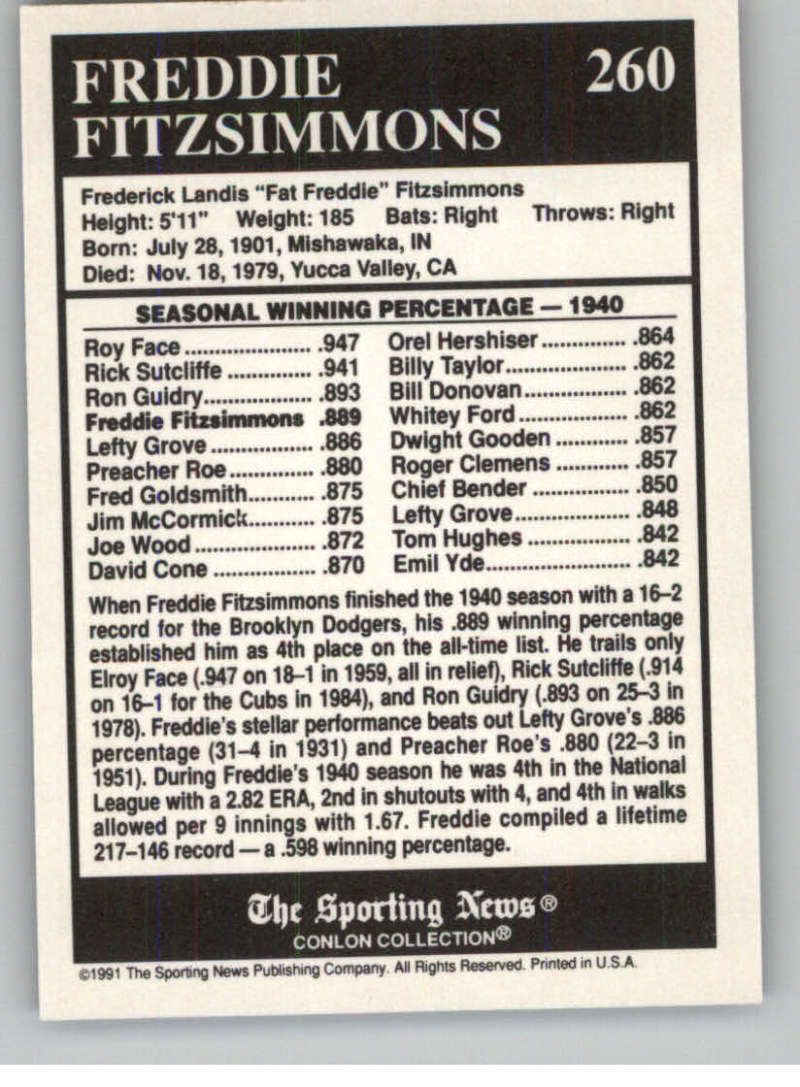 FREDDIE
FITZSIMMONS
260
Frederick Landis "Fat Freddie" Fitzsimmons
Height: 5'11" Weight: 185 Bats: Right Throws: Right
Born: July 28, 1901, Mishawaka, IN
Died: Nov. 18, 1979, Yucca Valley, CA
SEASONAL WINNING PERCENTAGE — 1940
Roy Face ..................... .947
Rick Sutcliffe .............. .941
Ron Guidry.................. .893
Freddie Fitzsimmons .889
Lefty Grove ................. .886
Preacher Roe.............. .880
Fred Goldsmith........... .875
Jim McCormick........... .875
Joe Wood .................... .872
David Cone ................. .870
Orel Hershiser .............. .864
Billy Taylor.................... .862
Bill Donovan................. .862
Whitey Ford .................. .862
Dwight Gooden ............ .857
Roger Clemens ............ .857
Chief Bender ................ .850
Lefty Grove................... .848
Tom Hughes ................. .842
Emil Yde........................ .842
When Freddie Fitzsimmons finished the 1940 season with a 16–2
record for the Brooklyn Dodgers, his .889 winning percentage
established him as 4th place on the all-time list. He trails only
Elroy Face (.947 on 18–1 in 1959, all in relief), Rick Sutcliffe (.914
on 16–1 for the Cubs in 1984), and Ron Guidry (.893 on 25–3 in
1978). Freddie's stellar performance beats out Lefty Grove's .886
percentage (31–4 in 1931) and Preacher Roe's .880 (22–3 in
1951). During Freddie's 1940 season he was 4th in the National
League with a 2.82 ERA, 2nd in shutouts with 4, and 4th in walks
allowed per 9 innings with 1.67. Freddie compiled a lifetime
217–146 record — a .598 winning percentage.
The Sporting News®
CONLON COLLECTION®
©1991 The Sporting News Publishing Company. All Rights Reserved. Printed in U.S.A.